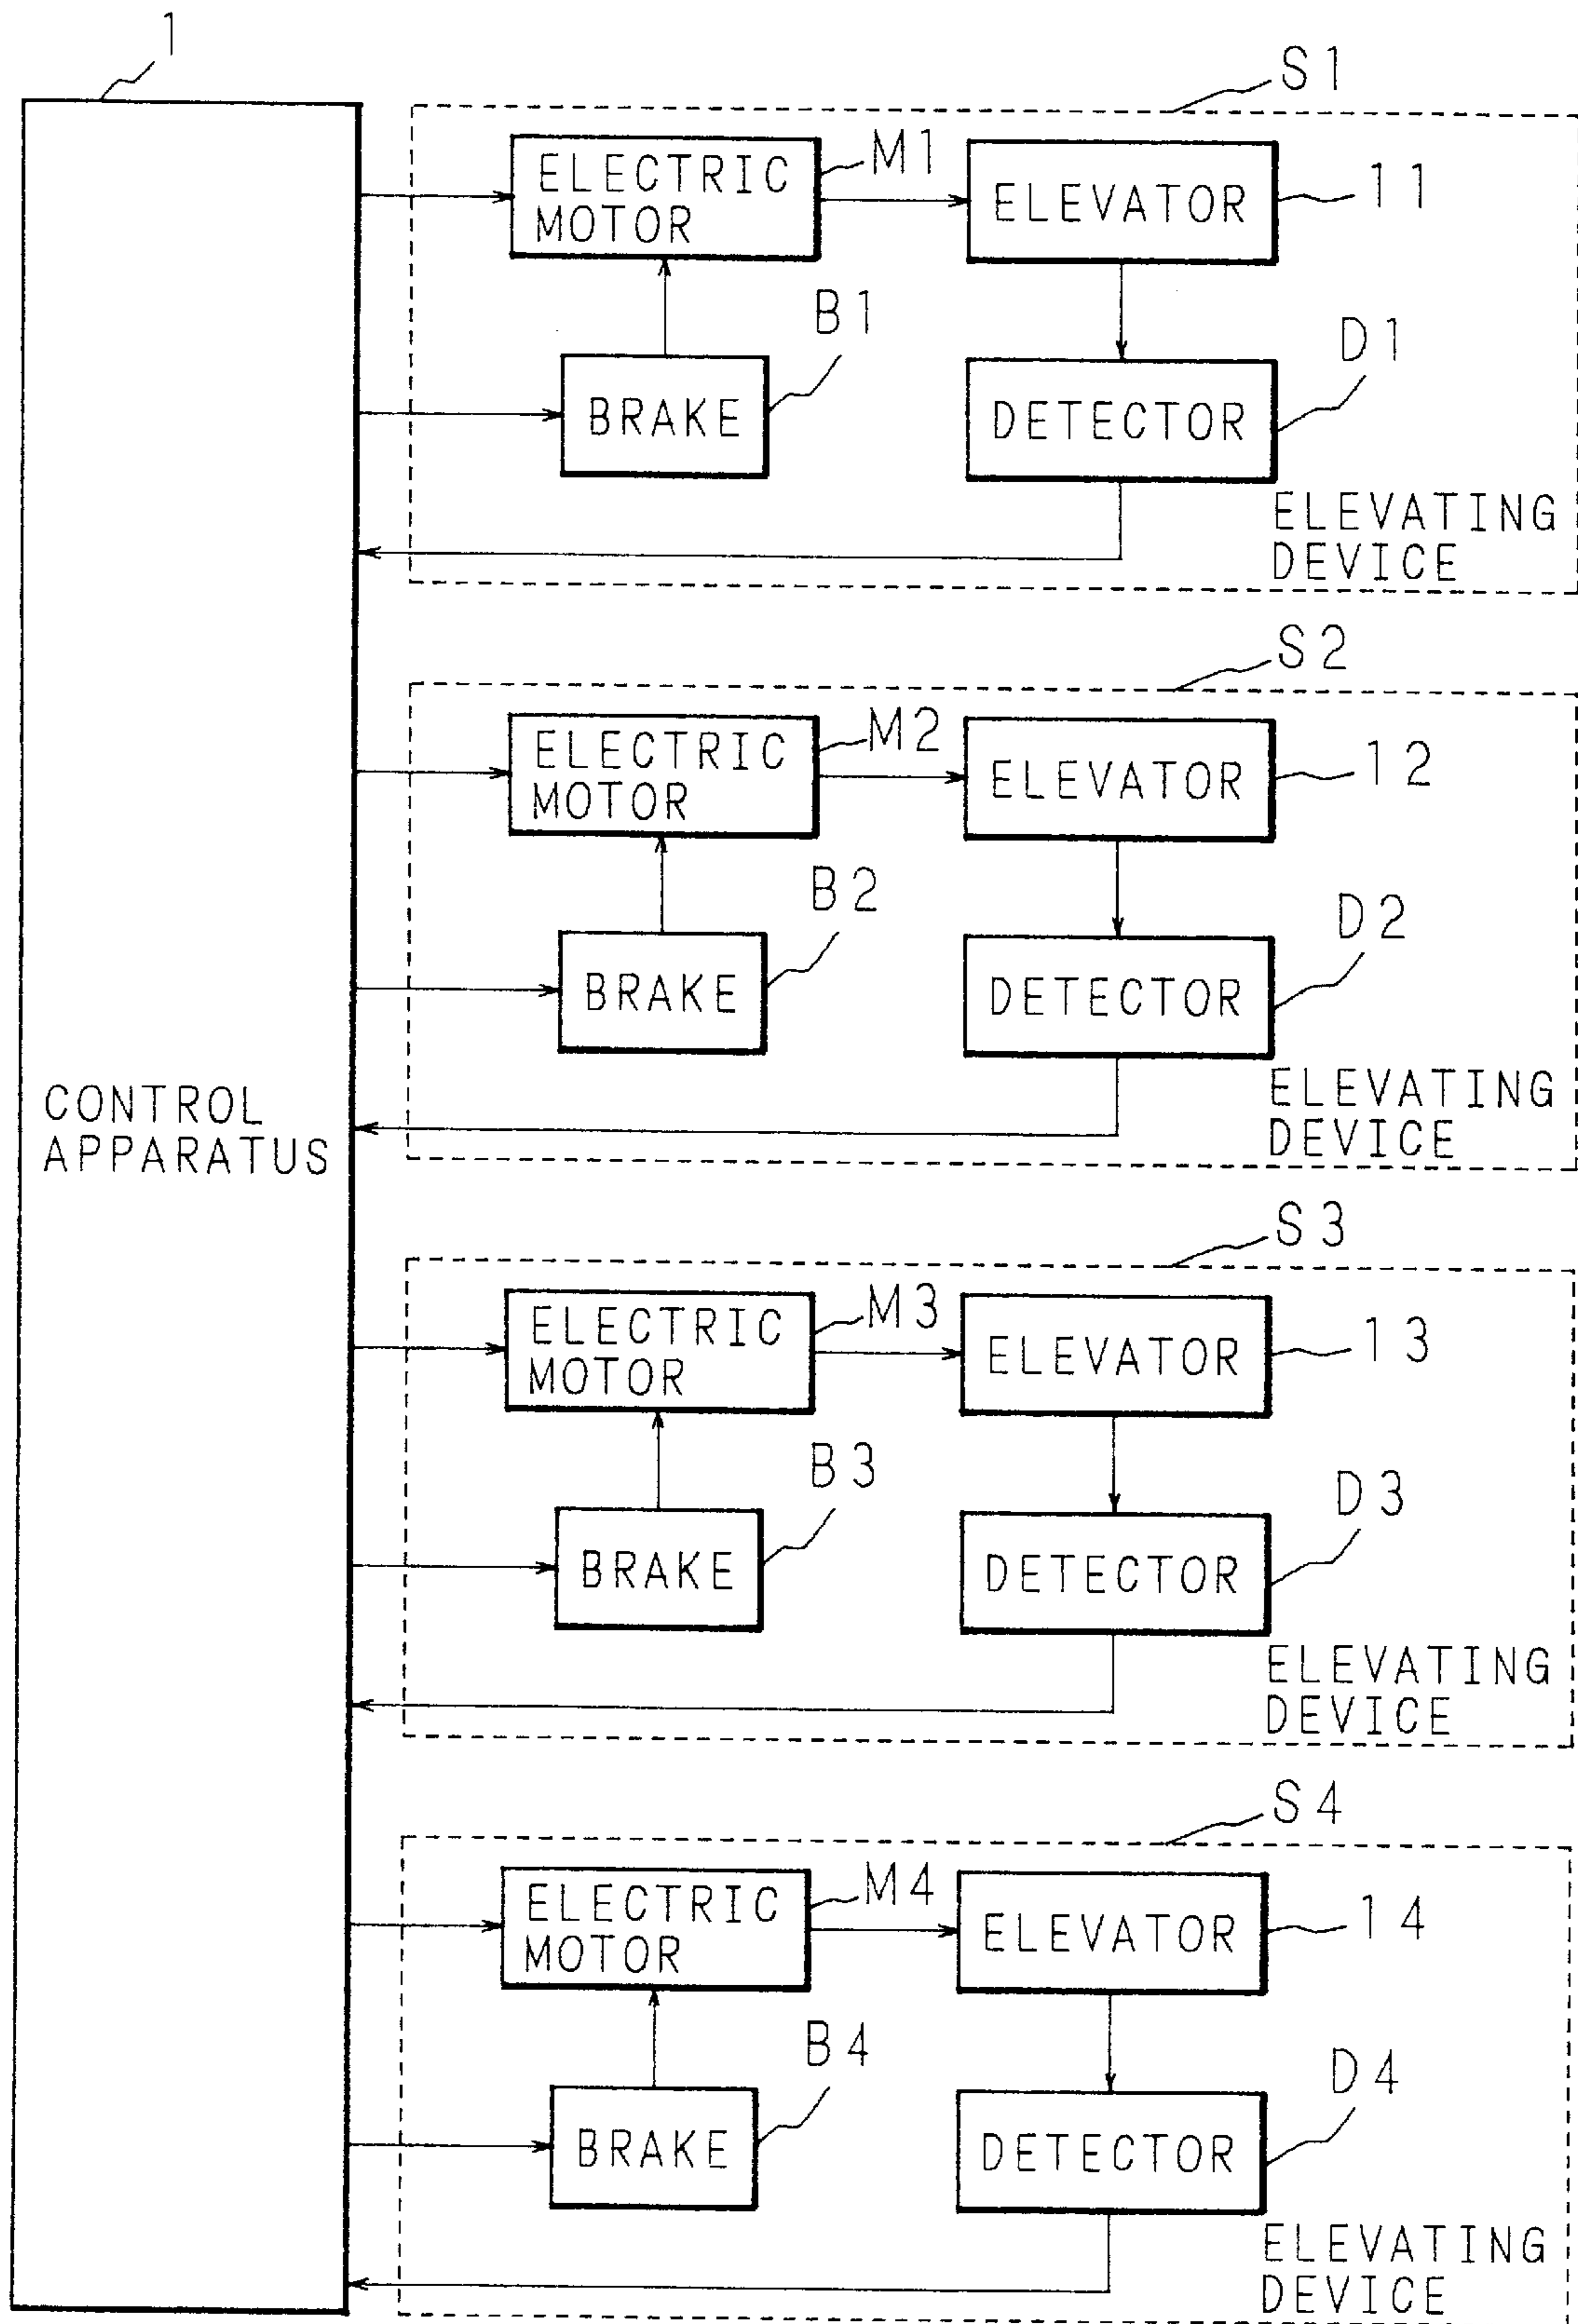 1
S1
ELECTRIC
MOTOR
M1
ELEVATOR
11
B1
D1
BRAKE
DETECTOR
ELEVATING
DEVICE
S2
ELECTRIC
MOTOR
M2
ELEVATOR
12
B2
D2
BRAKE
DETECTOR
ELEVATING
DEVICE
CONTROL
APPARATUS
S3
ELECTRIC
MOTOR
M3
ELEVATOR
13
B3
D3
BRAKE
DETECTOR
ELEVATING
DEVICE
S4
ELECTRIC
MOTOR
M4
ELEVATOR
14
B4
D4
BRAKE
DETECTOR
ELEVATING
DEVICE